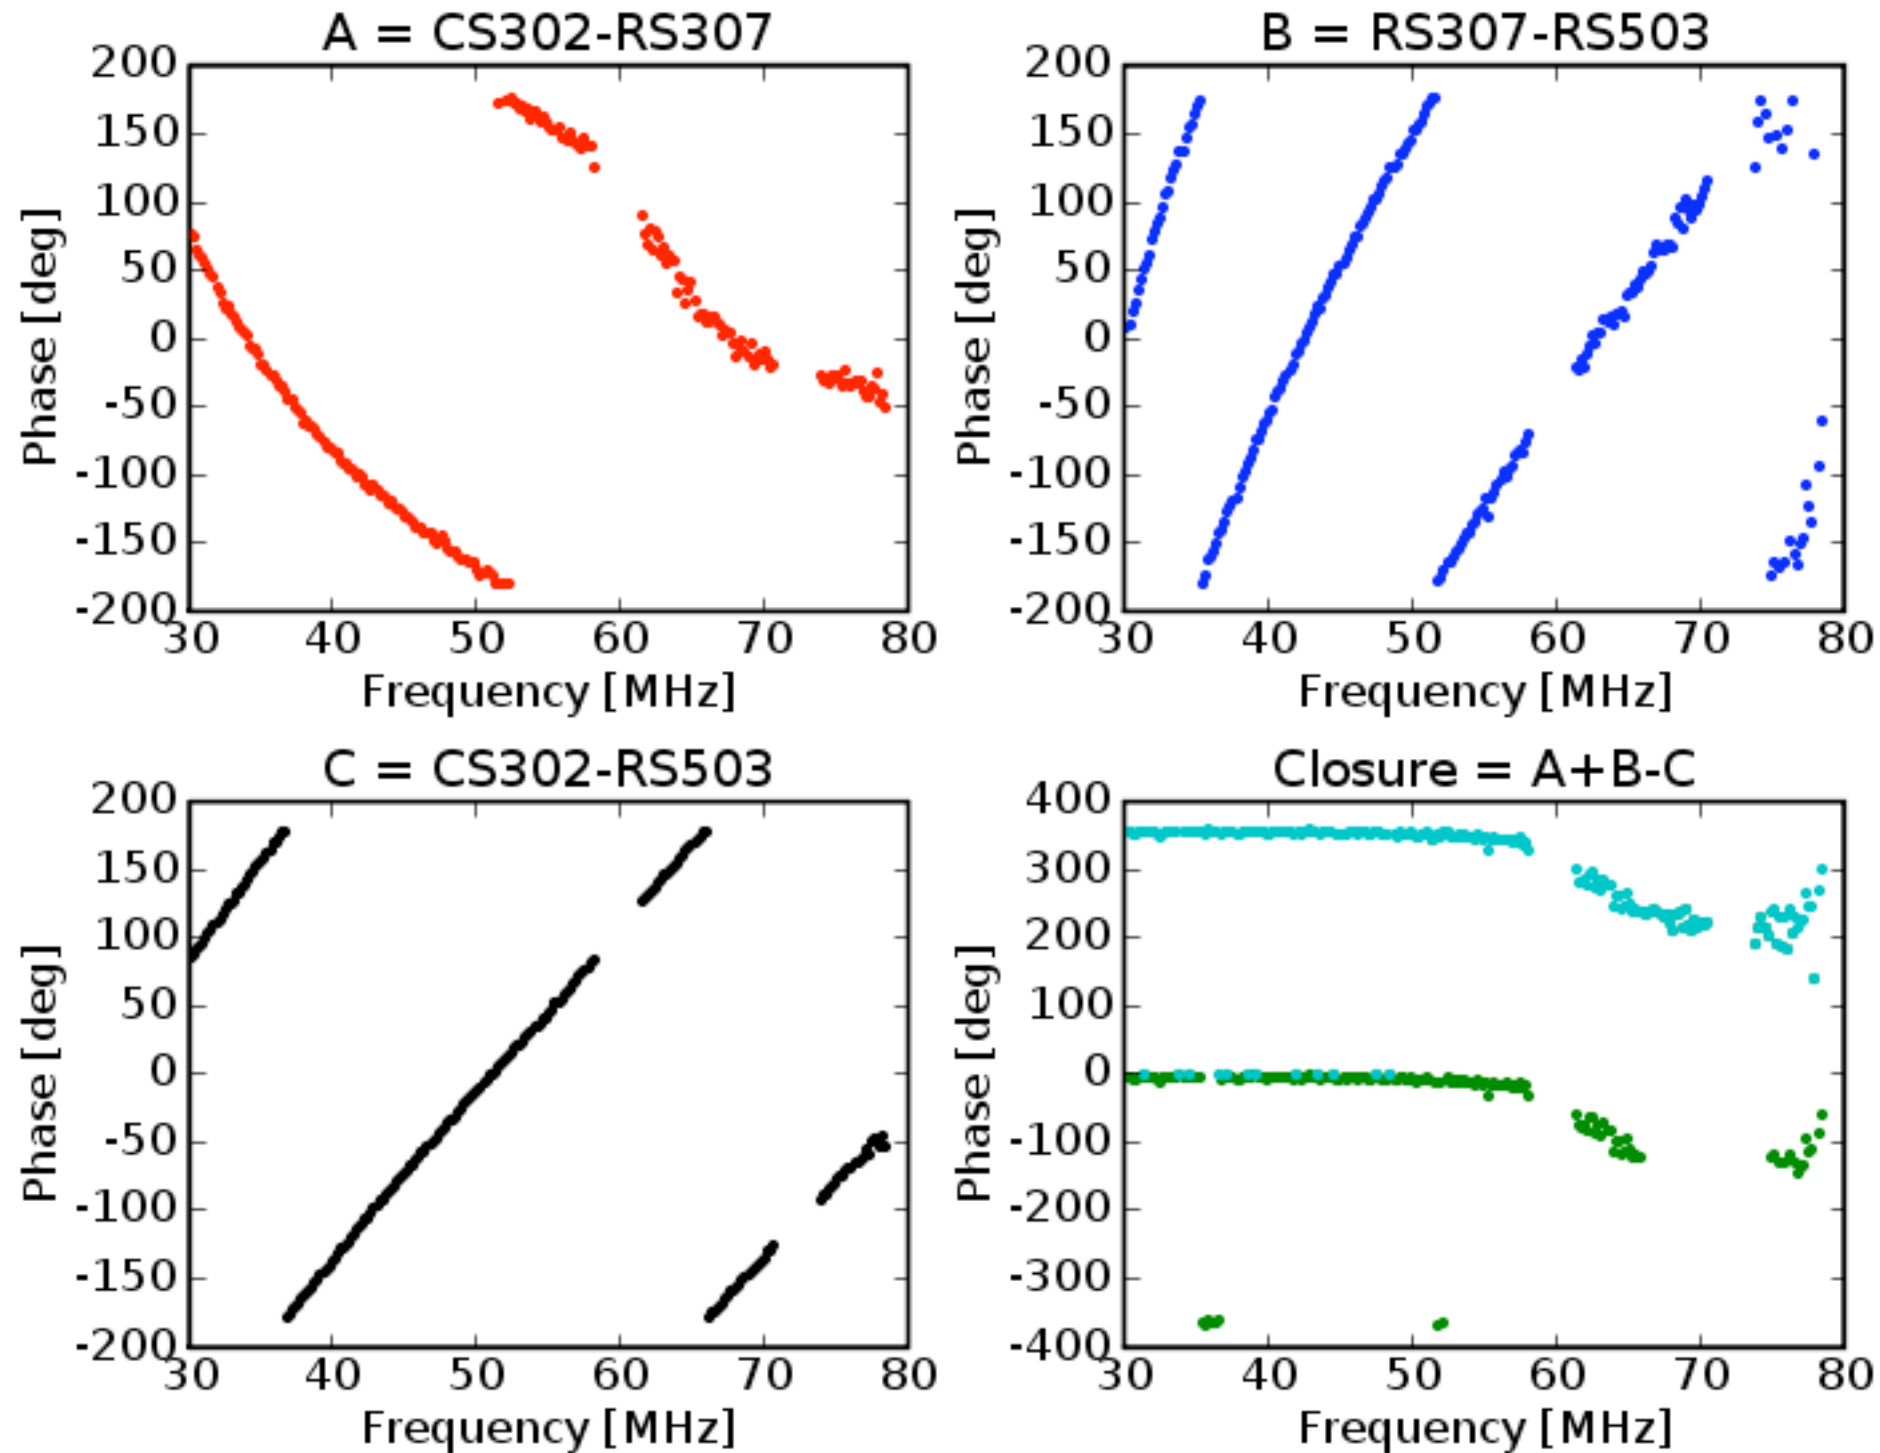 A = CS302-RS307
200
150
100
50
0
-50
-100
-150
-200
30 40 50 60 70 80
Phase [deg]
Frequency [MHz]
B = RS307-RS503
200
150
100
50
0
-50
-100
-150
-200
30 40 50 60 70 80
Phase [deg]
Frequency [MHz]
C = CS302-RS503
200
150
100
50
0
-50
-100
-150
-200
30 40 50 60 70 80
Phase [deg]
Frequency [MHz]
Closure = A+B-C
400
300
200
100
0
-100
-200
-300
-400
30 40 50 60 70 80
Phase [deg]
Frequency [MHz]